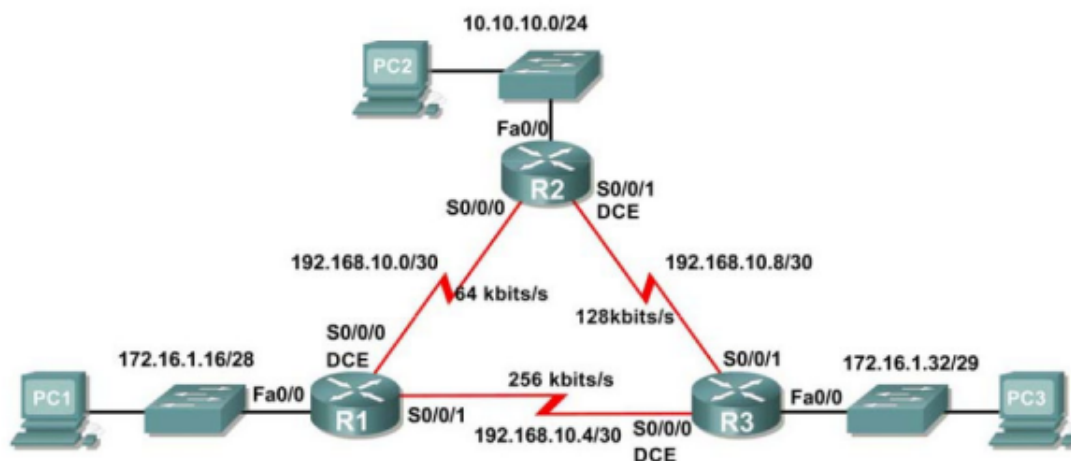 10.10.10.0/24
PC2
Fa0/0
R2
S0/0/1
DCE
S0/0/0
192.168.10.0/30
192.168.10.8/30
64 kbits/s
128kbits/s
S0/0/0
DCE
S0/0/1
172.16.1.16/28
256 kbits/s
172.16.1.32/29
PC1
Fa0/0
R1
S0/0/1
192.168.10.4/30
S0/0/0
DCE
R3
Fa0/0
PC3